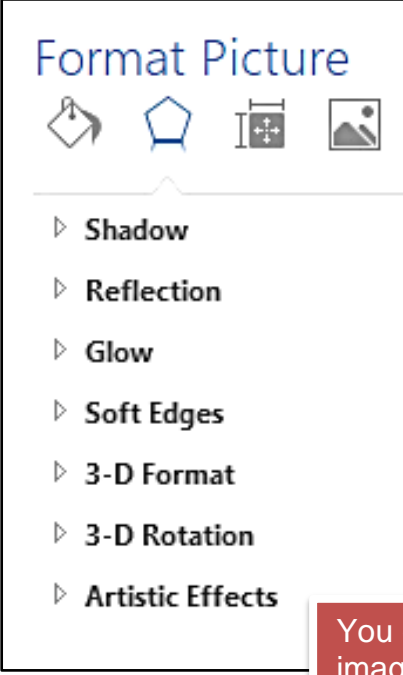 Format Picture
Shadow
Reflection
Glow
Soft Edges
3-D Format
3-D Rotation
Artistic Effects
You